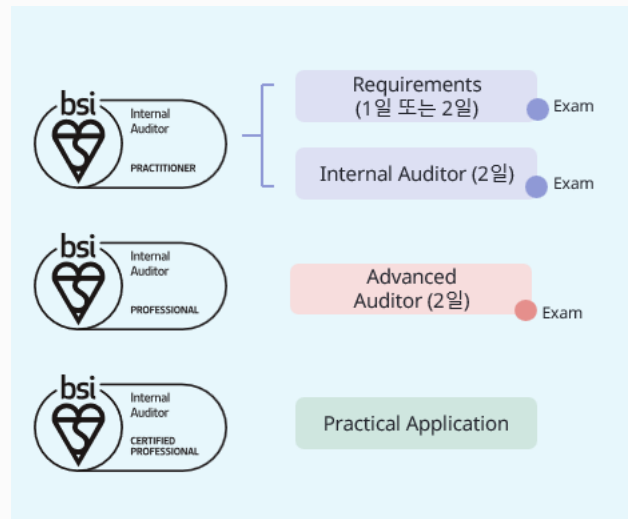 bsi
Internal
Auditor
PRACTITIONER
Requirements
(1일 또는 2일)
Exam
Internal Auditor (2일)
Exam
bsi
Internal
Auditor
PROFESSIONAL
Advanced
Auditor (2일)
Exam
bsi
Internal
Auditor
CERTIFIED
PROFESSIONAL
Practical Application